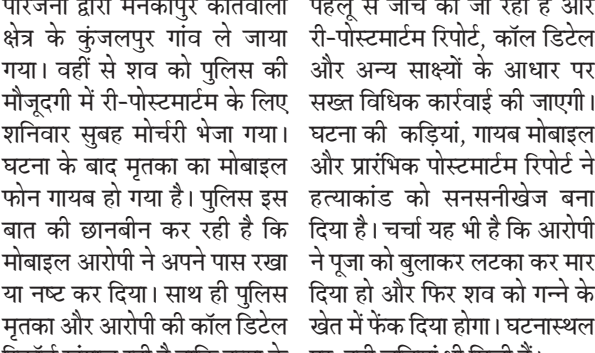 परिजनों द्वारा मनकापुर कोतवाली
क्षेत्र के कुंजलपुर गांव ले जाया
गया। वहीं से शव को पुलिस की
मौजूदगी में री-पोस्टमार्टम के लिए
शनिवार सुबह मोर्चरी भेजा गया।
घटना के बाद मृतका का मोबाइल
फोन गायब हो गया है। पुलिस इस
बात की छानबीन कर रही है कि
मोबाइल आरोपी ने अपने पास रखा
या नष्ट कर दिया। साथ ही पुलिस
मृतका और आरोपी की कॉल डिटेल
पहलू से जांच की जा रही है और
री-पोस्टमार्टम रिपोर्ट, कॉल डिटेल
और अन्य साक्ष्यों के आधार पर
सख्त विधिक कार्रवाई की जाएगी।
घटना की कड़ियां, गायब मोबाइल
और प्रारंभिक पोस्टमार्टम रिपोर्ट ने
हत्याकांड को सनसनीखेज बना
दिया है। चर्चा यह भी है कि आरोपी
ने पूजा को बुलाकर लटका कर मार
दिया हो और फिर शव को गन्ने के
खेत में फेंक दिया होगा। घटनास्थल